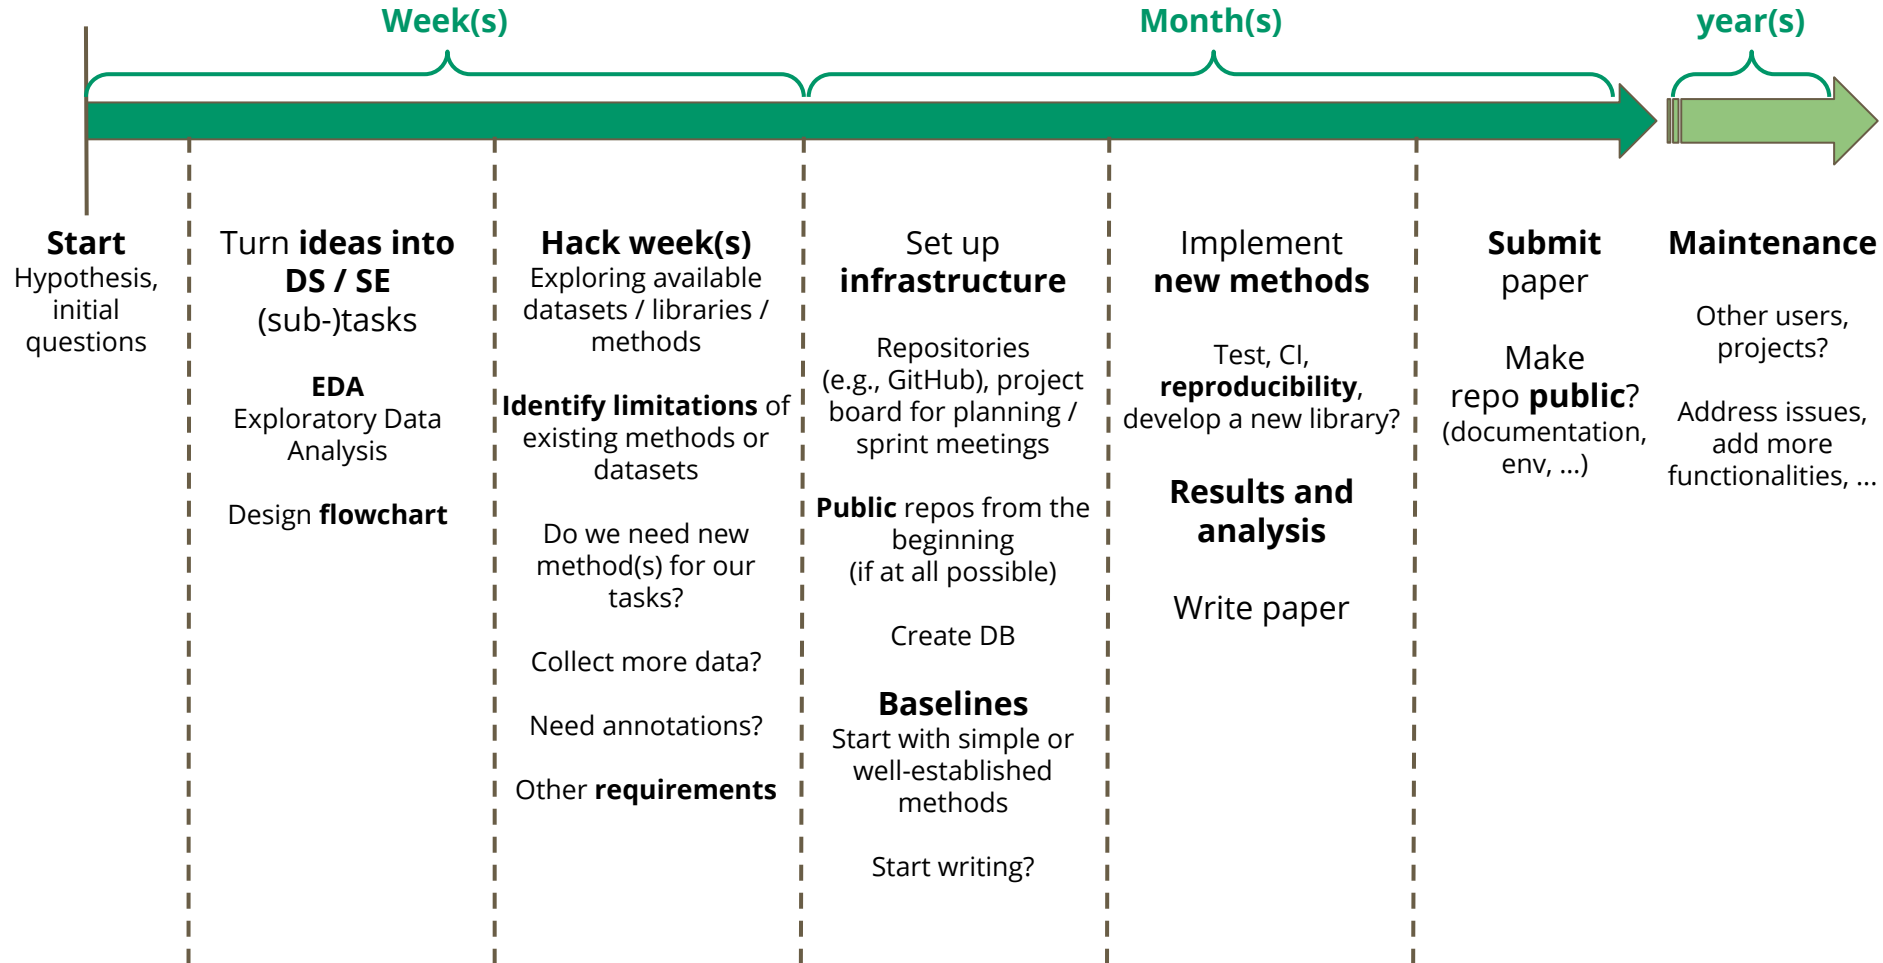 Week(s)
Month(s)
year(s)
Start
Hypothesis,
initial
questions
Turn ideas into
DS / SE
(sub-)tasks
EDA
Exploratory Data
Analysis
Design flowchart
Hack week(s)
Exploring available
datasets / libraries /
methods
Identify limitations of
existing methods or
datasets
Do we need new
method(s) for our
tasks?
Collect more data?
Need annotations?
Other requirements
Set up
infrastructure
Repositories
(e.g., GitHub), project
board for planning /
sprint meetings
Public repos from the
beginning
(if at all possible)
Create DB
Baselines
Start with simple or
well-established
methods
Start writing?
Implement
new methods
Test, CI,
reproducibility,
develop a new library?
Results and
analysis
Write paper
Submit
paper
Make
repo public?
(documentation,
env, ...)
Maintenance
Other users,
projects?
Address issues,
add more
functionalities, ...